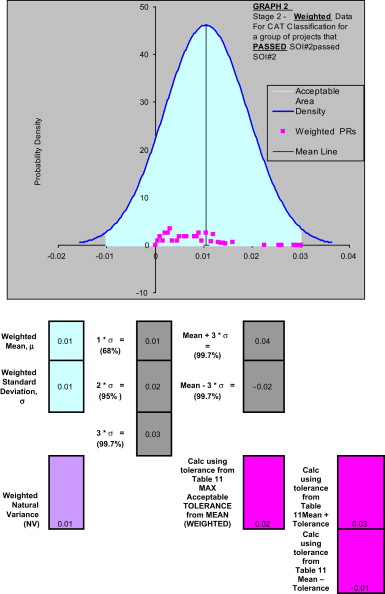 GRAPH 2
Stage 2 - Weighted Data
For CAT Classification for
a group of projects that
PASSED SOI#2passed
SOI#2
50
40
30
20
10
0
-10
-0.02
-0.01
0
0.01
0.02
0.03
0.04
Probability Density
Acceptable
Area
Density
Weighted PRs
Mean Line
Weighted
Mean, μ
0.01
1 * σ =
(68%)
0.01
Mean + 3 * σ
=
(99.7%)
0.04
Weighted
Standard
Deviation,
σ
0.01
2 * σ =
(95% )
0.02
Mean - 3 * σ =
(99.7%)
-0.02
3 * σ =
(99.7%)
0.03
Weighted
Natural
Variance
(NV)
0.01
Calc using
tolerance from
Table 11
MAX
Acceptable
TOLERANCE
from MEAN
(WEIGHTED)
0.02
Calc
using
tolerance
from
Table
11Mean +
Tolerance
0.03
Calc
using
tolerance
from
Table 11
Mean –
Tolerance
-0.01